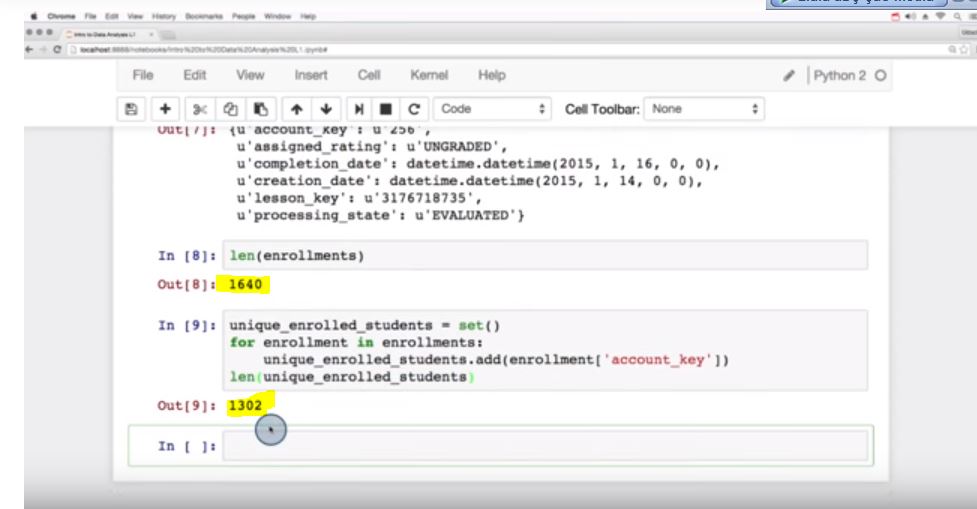 Chrome File Edit View History Bookmarks People Window Help
Intro to Data Analysis L1
localhost:8888/notebooks/Intro%20to%20Data%20Analysis%20L1.ipynb#
File Edit View Insert Cell Kernel Help Python 2
Code Cell Toolbar: None
Out[7]: {u'account_key': u'256',
u'assigned_rating': u'UNGRADED',
u'completion_date': datetime.datetime(2015, 1, 16, 0, 0),
u'creation_date': datetime.datetime(2015, 1, 14, 0, 0),
u'lesson_key': u'3176718735',
u'processing_state': u'EVALUATED'}
In [8]: len(enrollments)
Out[8]: 1640
In [9]: unique_enrolled_students = set()
for enrollment in enrollments:
unique_enrolled_students.add(enrollment['account_key'])
len(unique_enrolled_students)
Out[9]: 1302
In [ ]: